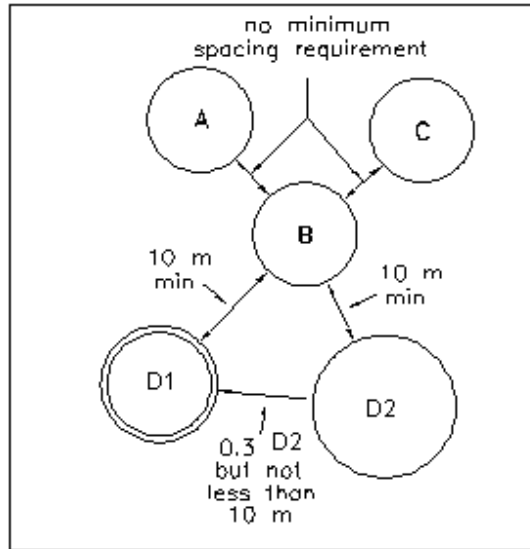 no minimum
spacing requirement
A
C
B
10 m
min
10 m
min
D1
D2
0.3 D2
but not
less than
10 m